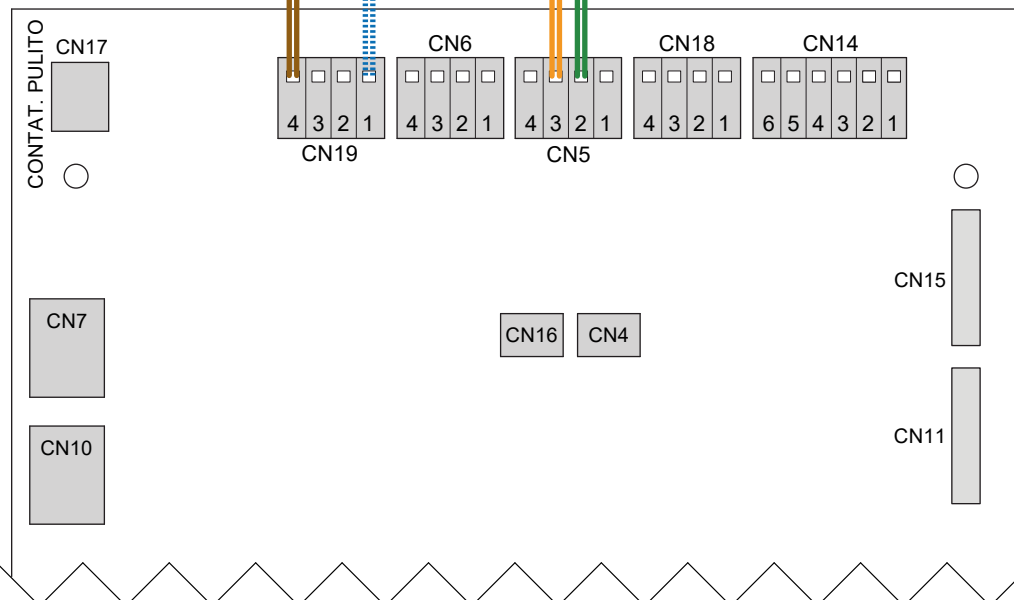 CONTAT. PULITO
CN17
CN6
CN18
CN14
4 3 2 1
4 3 2 1
4 3 2 1
4 3 2 1
6 5 4 3 2 1
CN19
CN5
CN15
CN7
CN16
CN4
CN11
CN10